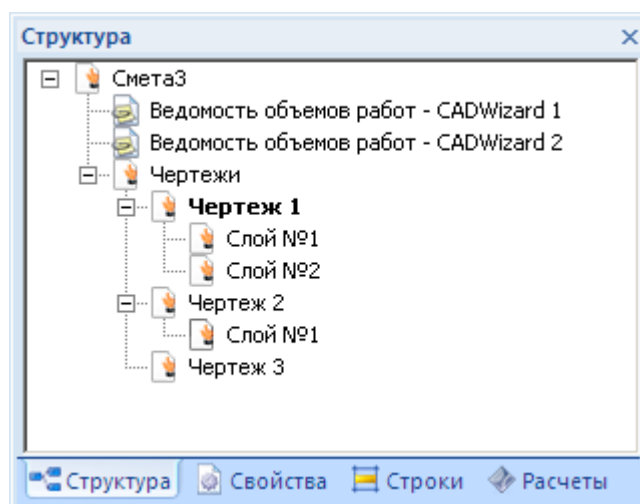 Структура
Смета3
Ведомость объемов работ - CADWizard 1
Ведомость объемов работ - CADWizard 2
Чертежи
Чертеж 1
Слой №1
Слой №2
Чертеж 2
Слой №1
Чертеж 3
Структура Свойства Строки Расчеты